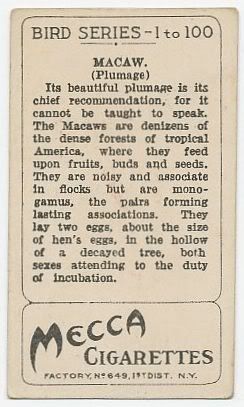 BIRD SERIES-1 to 100
MACAW.
(Plumage)
Its beautiful plumage is its
chief recommendation, for it
cannot be taught to speak.
The Macaws are denizens of
the dense forests of tropical
America, where they feed
upon fruits, buds and seeds.
They are noisy and associate
in flocks but are mono-
gamus, the pairs forming
lasting associations. They
lay two eggs, about the size
of hen's eggs, in the hollow
of a decayed tree, both
sexes attending to the duty
of incubation.
MECCA
CIGARETTES
FACTORY, No 649, 1ST DIST. N.Y.